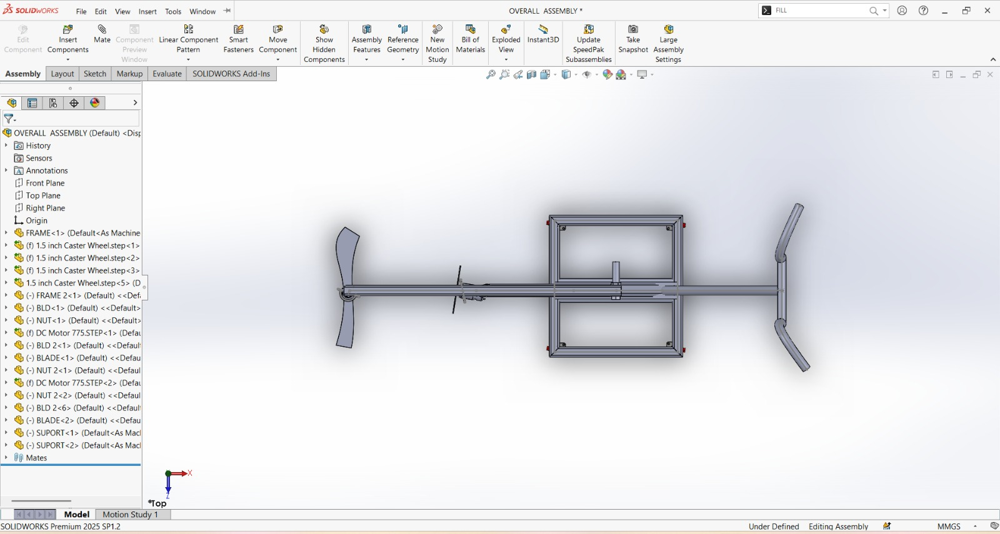 SOLIDWORKS File Edit View Insert Tools Window OVERALL ASSEMBLY * FILL
Edit Component
Insert Components
Mate
Component Preview Window
Linear Component Pattern
Smart Fasteners
Move Component
Show Hidden Components
Assembly Features
Reference Geometry
New Motion Study
Bill of Materials
Exploded View
Instant3D
Update SpeedPak Subassemblies
Take Snapshot
Large Assembly Settings
Assembly Layout Sketch Markup Evaluate SOLIDWORKS Add-Ins
OVERALL ASSEMBLY (Default) <Disp
History
Sensors
Annotations
Front Plane
Top Plane
Right Plane
Origin
FRAME<1> (Default<As Machine
(f) 1.5 inch Caster Wheel.step<1>
(f) 1.5 inch Caster Wheel.step<2>
(f) 1.5 inch Caster Wheel.step<3>
1.5 inch Caster Wheel.step<5> (D
(-) FRAME 2<1> (Default) <<Defa
(-) BLD<1> (Default) <<Default>
(-) NUT<1> (Default) <<Default>
(f) DC Motor 775.STEP<1> (Defau
(-) BLD 2<1> (Default) <<Default
(-) BLADE<1> (Default) <<Defau
(-) NUT 2<1> (Default) <<Defaul
(f) DC Motor 775.STEP<2> (Defau
(-) NUT 2<2> (Default) <<Defaul
(-) BLD 2<6> (Default) <<Default
(-) BLADE<2> (Default) <<Defau
(-) SUPORT<1> (Default<As Mac
(-) SUPORT<2> (Default<As Mac
Mates
X
Z
*Top
Model Motion Study 1
SOLIDWORKS Premium 2025 SP1.2 Under Defined Editing Assembly MMGS